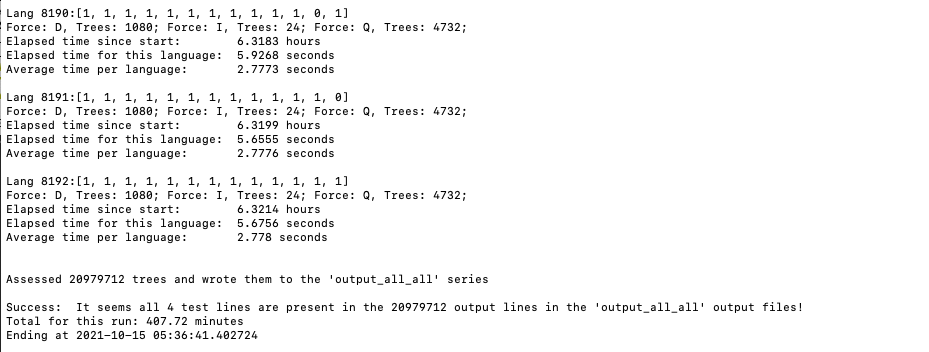 Lang 8190:[1, 1, 1, 1, 1, 1, 1, 1, 1, 1, 1, 0, 1]
Force: D, Trees: 1080; Force: I, Trees: 24; Force: Q, Trees: 4732;
Elapsed time since start:        6.3183 hours
Elapsed time for this language:  5.9268 seconds
Average time per language:       2.7773 seconds

Lang 8191:[1, 1, 1, 1, 1, 1, 1, 1, 1, 1, 1, 1, 0]
Force: D, Trees: 1080; Force: I, Trees: 24; Force: Q, Trees: 4732;
Elapsed time since start:        6.3199 hours
Elapsed time for this language:  5.6555 seconds
Average time per language:       2.7776 seconds

Lang 8192:[1, 1, 1, 1, 1, 1, 1, 1, 1, 1, 1, 1, 1]
Force: D, Trees: 1080; Force: I, Trees: 24; Force: Q, Trees: 4732;
Elapsed time since start:        6.3214 hours
Elapsed time for this language:  5.6756 seconds
Average time per language:       2.778 seconds

Assessed 20979712 trees and wrote them to the 'output_all_all' series

Success:  It seems all 4 test lines are present in the 20979712 output lines in the 'output_all_all' output files!
Total for this run: 407.72 minutes
Ending at 2021-10-15 05:36:41.402724